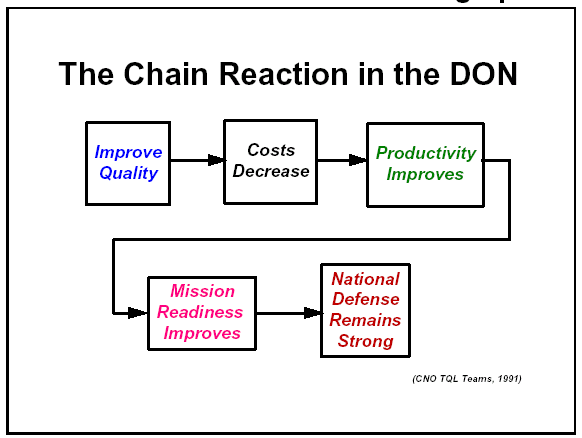 The Chain Reaction in the DON
Improve
Quality
Costs
Decrease
Productivity
Improves
Mission
Readiness
Improves
National
Defense
Remains
Strong
(CNO TQL Teams, 1991)